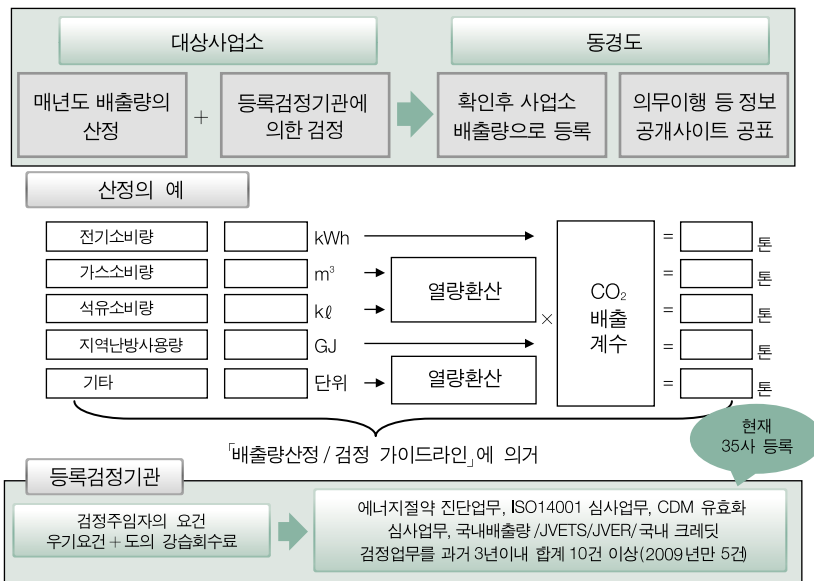 대상사업소
동경도
매년도 배출량의
산정
+
등록검정기관에
의한 검정
확인후 사업소
배출량으로 등록
의무이행 등 정보
공개사이트 공표
산정의 예
전기소비량 kWh = 톤
가스소비량 m³ = 톤
열량환산
석유소비량 kℓ = 톤
×
CO₂
배출
계수
지역난방사용량 GJ = 톤
기타 단위 열량환산 = 톤
「배출량산정 / 검정 가이드라인」에 의거
현재
35사 등록
등록검정기관
검정주임자의 요건
우기요건 + 도의 강습회수료
에너지절약 진단업무, ISO14001 심사업무, CDM 유효화
심사업무, 국내배출량 /JVETS/JVER/ 국내 크레딧
검정업무를 과거 3년이내 합계 10건 이상(2009년만 5건)